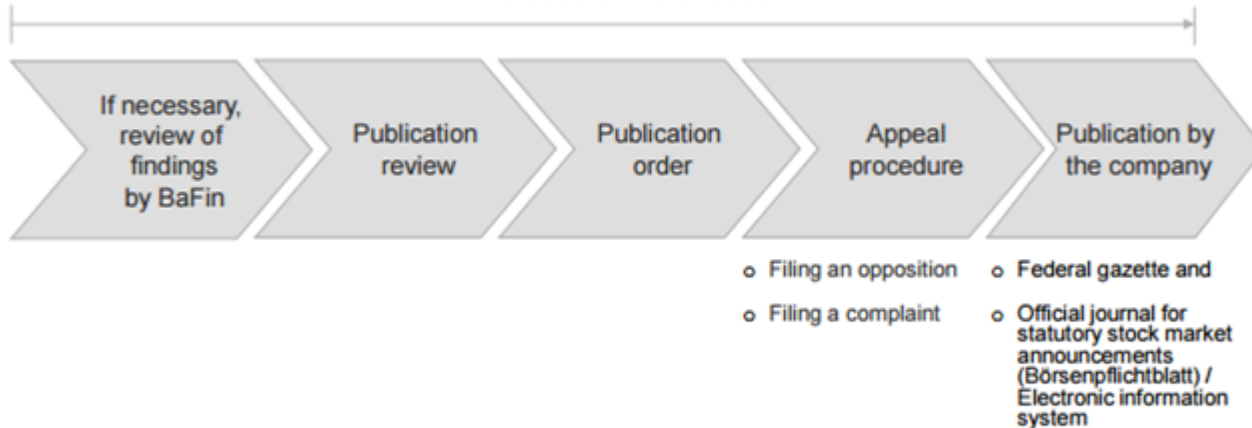 If necessary,
review of
findings
by BaFin
Publication
review
Publication
order
Appeal
procedure
Publication by
the company
o Filing an opposition
o Filing a complaint
o Federal gazette and
o Official journal for
statutory stock market
announcements
(Börsenpflichtblatt) /
Electronic information
system